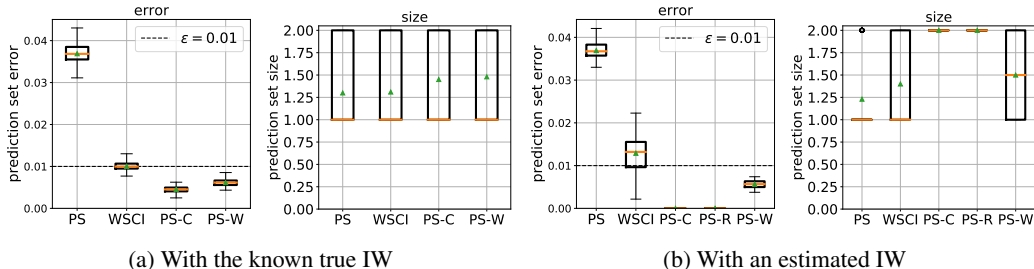 error
prediction set error
0.04
0.03
0.02
0.01
0.00
ε = 0.01
PS WSCI PS-C PS-W
size
prediction set size
2.00
1.75
1.50
1.25
1.00
0.75
0.50
0.25
0.00
PS WSCI PS-C PS-W
(a) With the known true IW
error
prediction set error
0.04
0.03
0.02
0.01
0.00
ε = 0.01
PS WSCI PS-C PS-R PS-W
size
prediction set size
2.00
1.75
1.50
1.25
1.00
0.75
0.50
0.25
0.00
PS WSCI PS-C PS-R PS-W
(b) With an estimated IW